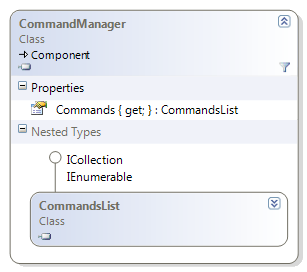 CommandManager
Class
Component
Properties
Commands { get; } : CommandsList
Nested Types
ICollection
IEnumerable
CommandsList
Class